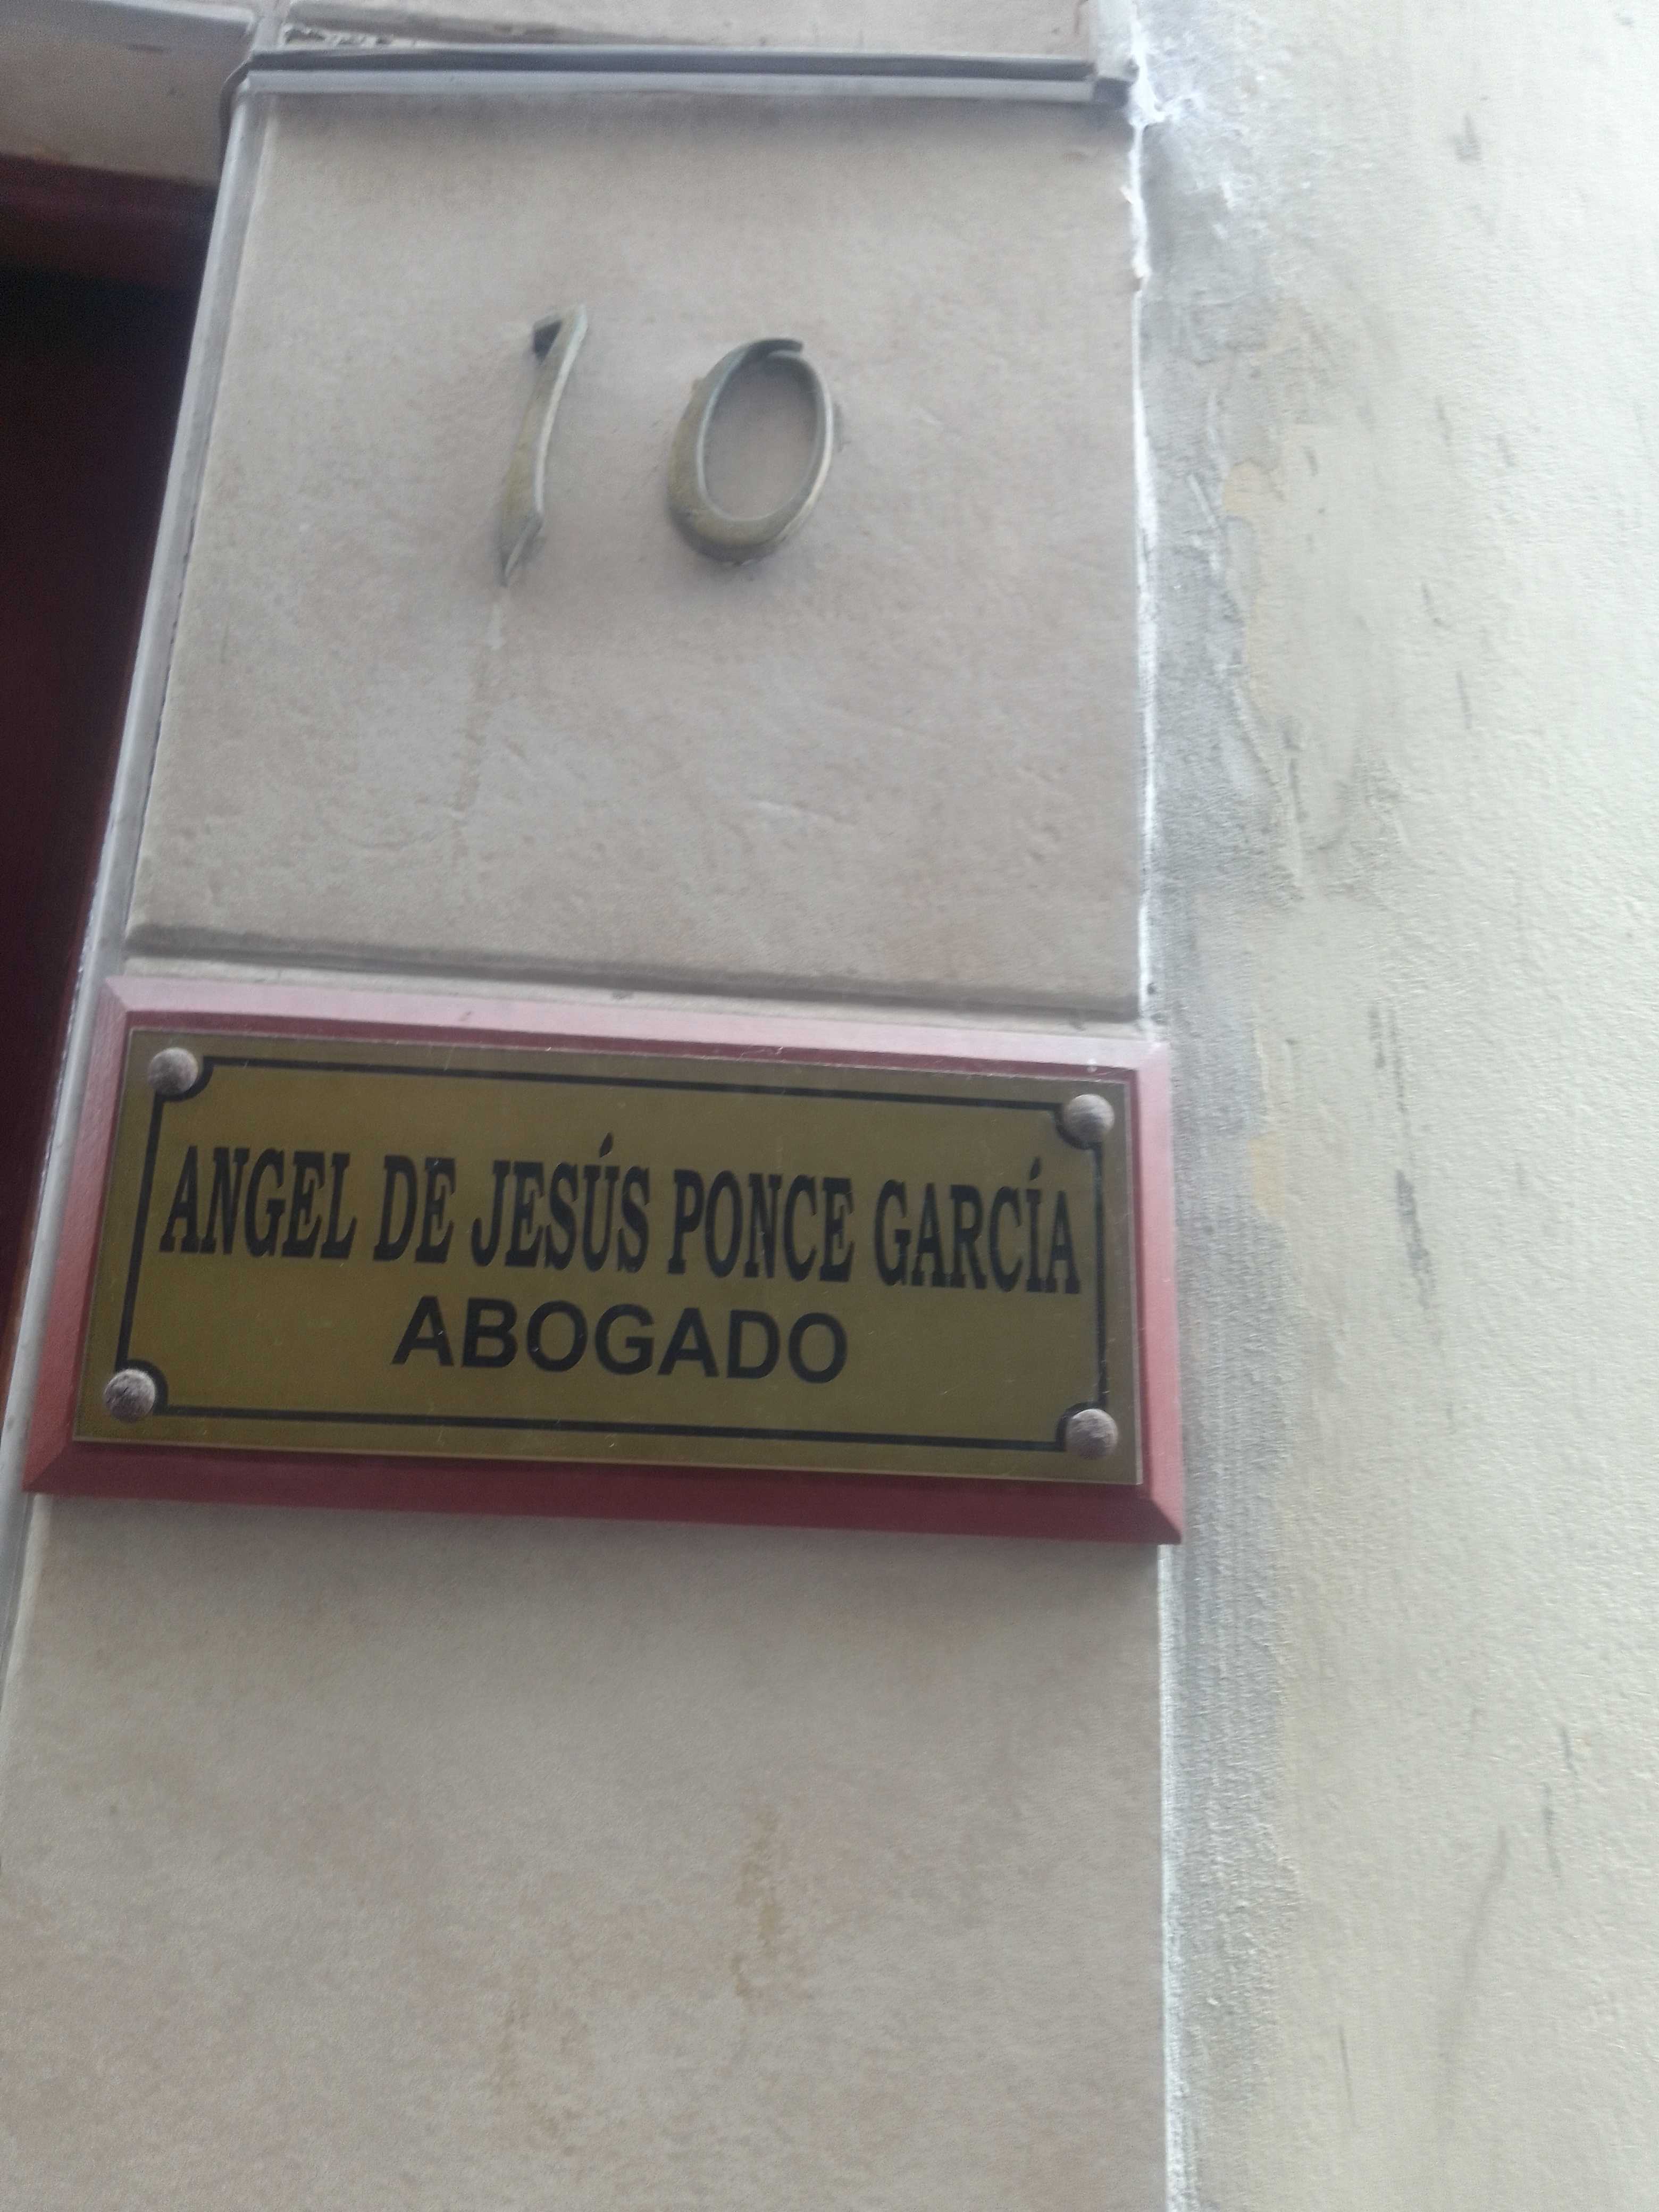 10
ANGEL DE JESÚS PONCE GARCÍA
ABOGADO